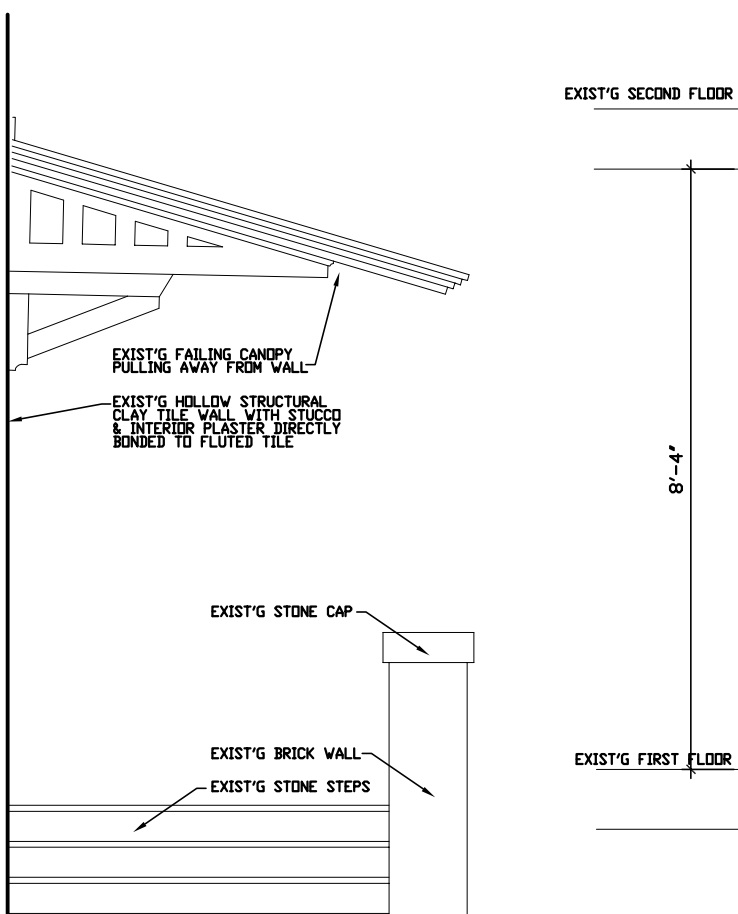 EXIST'G SECOND FLOOR
EXIST'G FAILING CANOPY
PULLING AWAY FROM WALL
EXIST'G HOLLOW STRUCTURAL
CLAY TILE WALL WITH STUCCO
& INTERIOR PLASTER DIRECTLY
BONDED TO FLUTED TILE
8'-4"
EXIST'G STONE CAP
EXIST'G BRICK WALL
EXIST'G FIRST FLOOR
EXIST'G STONE STEPS